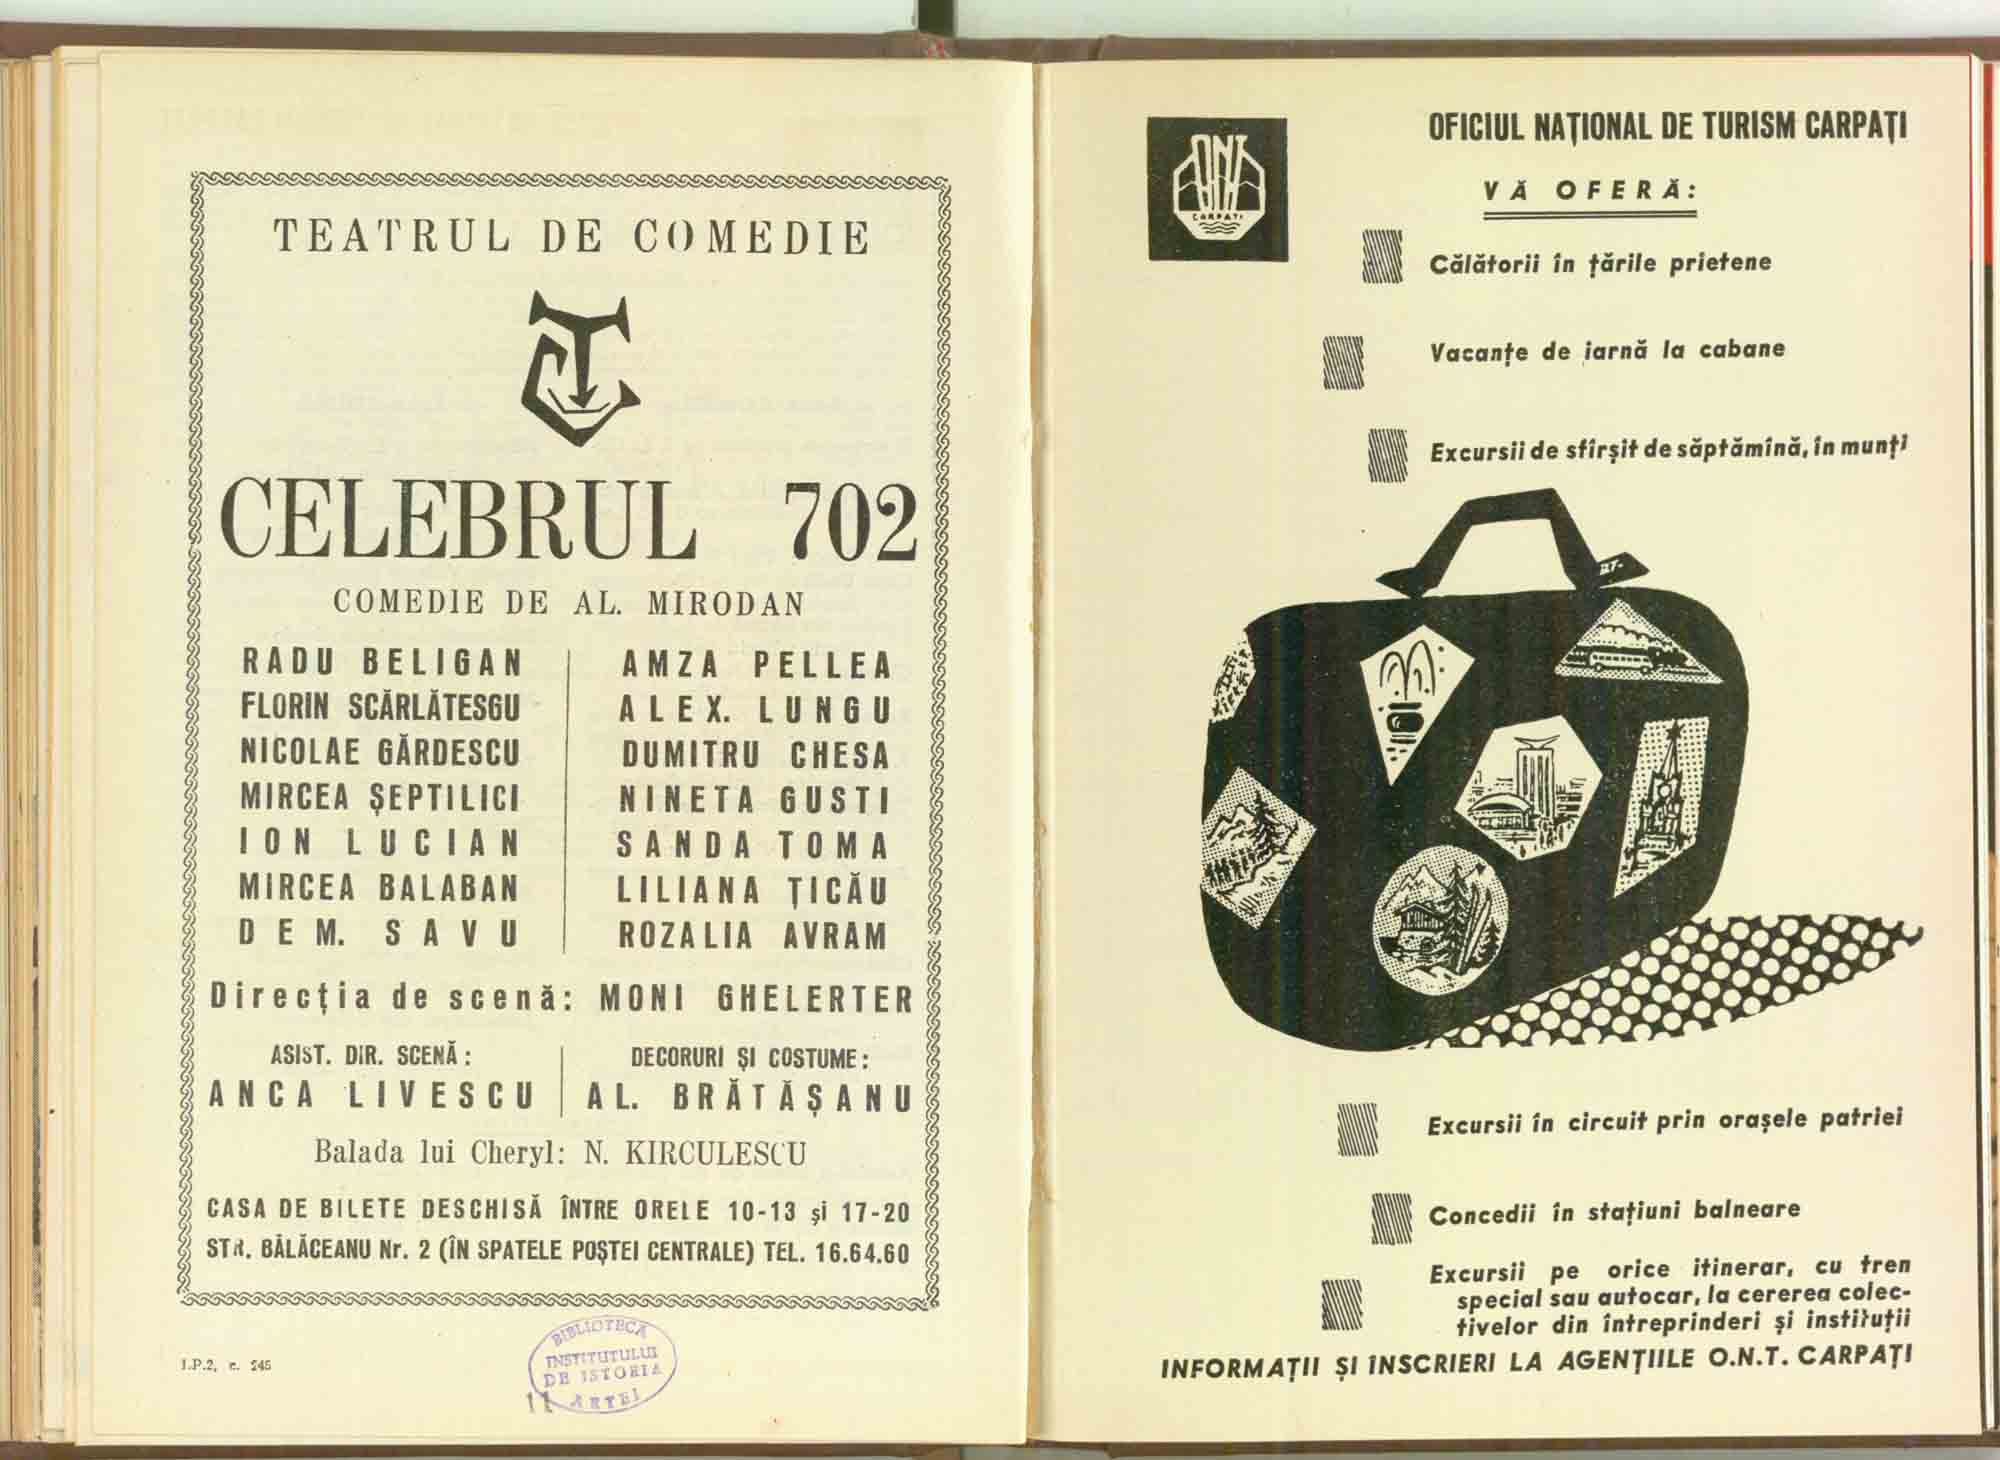 TEATRUL DE COMEDIE
CELEBRUL 702
COMEDIE DE AL. MIRODAN
RADU BELIGAN
FLORIN SCĂRLĂTESGU
NICOLAE GĂRDESCU
MIRCEA ȘEPTILICI
ION LUCIAN
MIRCEA BALABAN
DEM. SAVU
AMZA PELLEA
ALEX. LUNGU
DUMITRU CHESA
NINETA GUSTI
SANDA TOMA
LILIANA ȚICĂU
ROZALIA AVRAM
Direcția de scenă: MONI GHELERTER
ASIST. DIR. SCENĂ:
ANCA LIVESCU
DECORURI ȘI COSTUME:
AL. BRĂTĂȘANU
Balada lui Cheryl: N. KIRCULESCU
CASA DE BILETE DESCHISĂ ÎNTRE ORELE 10-13 și 17-20
STR. BĂLĂCEANU Nr. 2 (ÎN SPATELE POȘTEI CENTRALE) TEL. 16.64.60
I.P.2, c. 245
BIBLIOTECA
INSTITUTULUI
DE ISTORIA
ARTEI
11
ONT
CARPAȚI
OFICIUL NAȚIONAL DE TURISM CARPAȚI
VĂ OFERĂ:
Călătorii în țările prietene
Vacanțe de iarnă la cabane
Excursii de sfîrșit de săptămînă, în munți
Excursii în circuit prin orașele patriei
Concedii în stațiuni balneare
Excursii pe orice itinerar, cu tren
special sau autocar, la cererea colec-
tivelor din întreprinderi și instituții
INFORMAȚII ȘI ÎNSCRIERI LA AGENȚIILE O.N.T. CARPAȚI